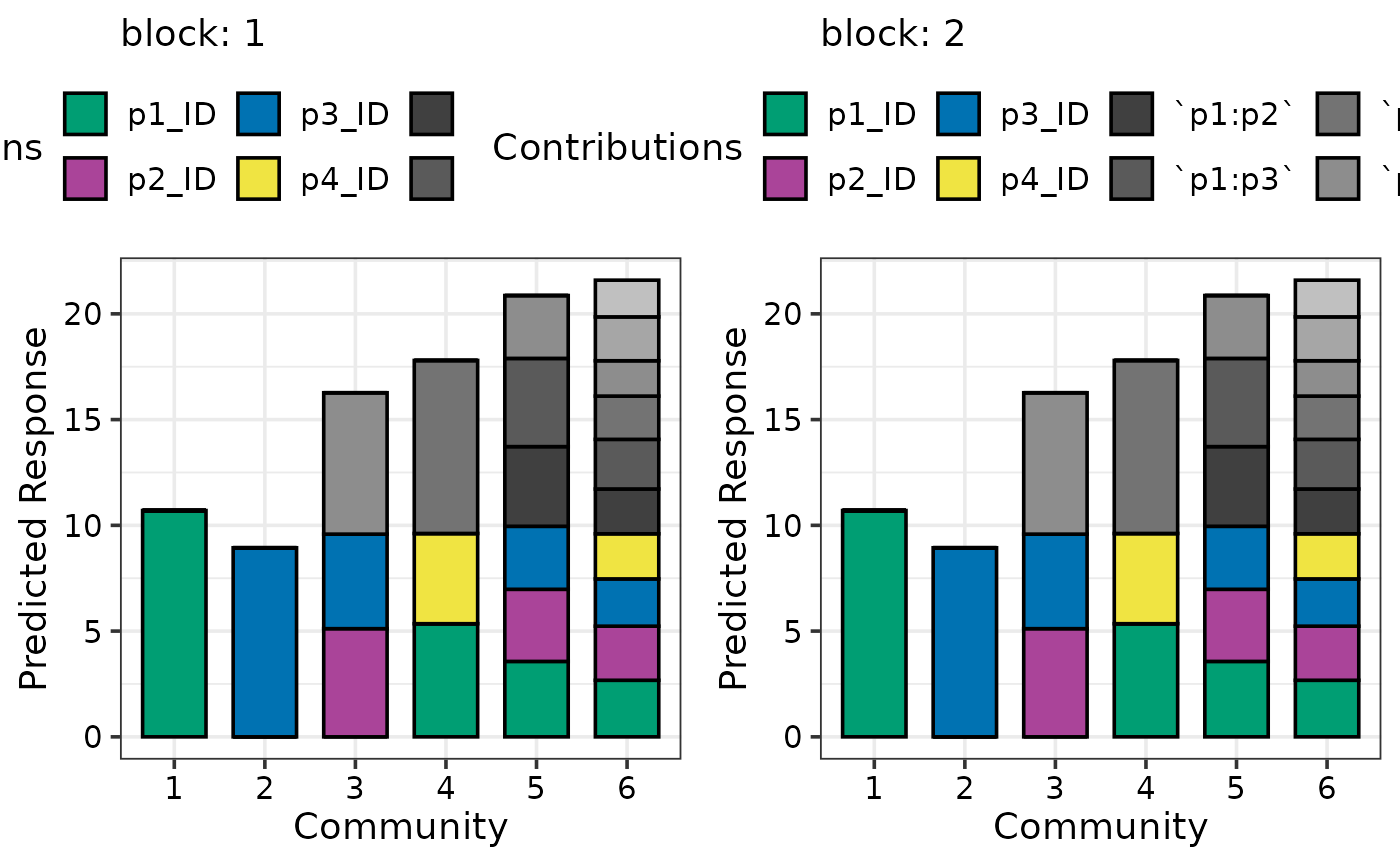 block: 1
block: 2
p1_ID p3_ID
p1_ID p3_ID `p1:p2`
Contributions
p2_ID p4_ID
p2_ID p4_ID `p1:p3`
Predicted Response
20
15
10
5
0
1 2 3 4 5 6
Community
Predicted Response
20
15
10
5
0
1 2 3 4 5 6
Community